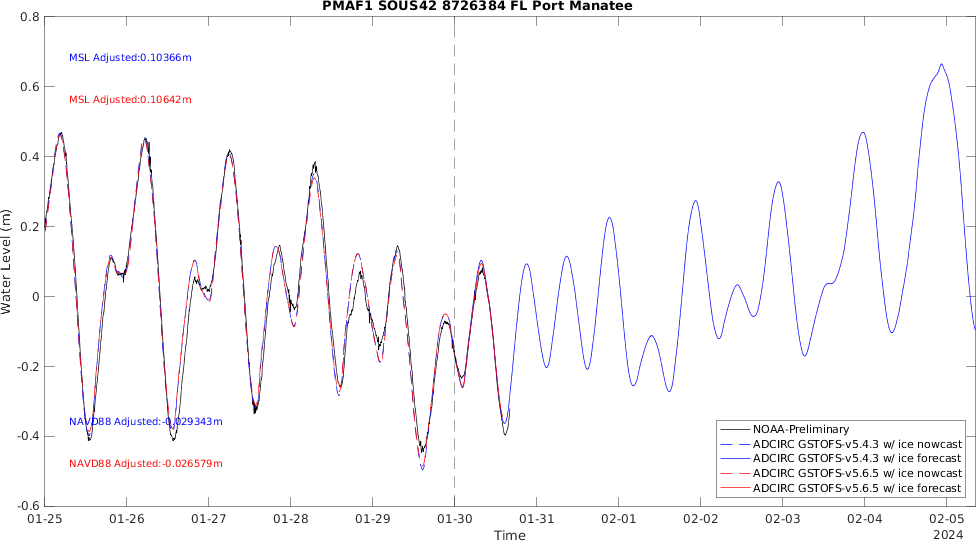 PMAF1 SOUS42 8726384 FL Port Manatee
0.8
0.6
0.4
0.2
0
-0.2
-0.4
-0.6
Water Level (m)
MSL Adjusted:0.10366m
MSL Adjusted:0.10642m
NAVD88 Adjusted:-0.029343m
NAVD88 Adjusted:-0.026579m
NOAA-Preliminary
ADCIRC GSTOFS-v5.4.3 w/ ice nowcast
ADCIRC GSTOFS-v5.4.3 w/ ice forecast
ADCIRC GSTOFS-v5.6.5 w/ ice nowcast
ADCIRC GSTOFS-v5.6.5 w/ ice forecast
01-25 01-26 01-27 01-28 01-29 01-30 01-31 02-01 02-02 02-03 02-04 02-05
2024
Time